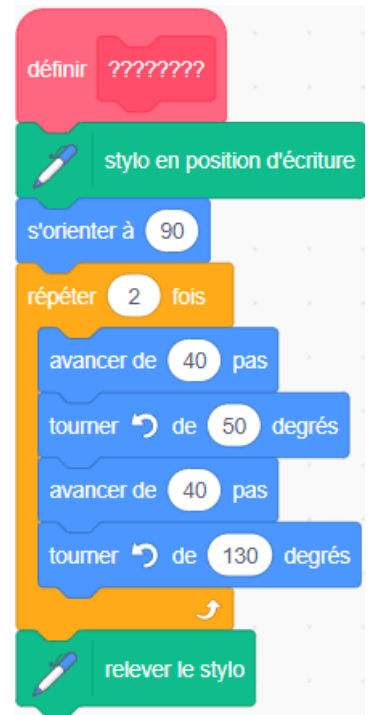 définir ????????
stylo en position d'écriture
s'orienter à 90
répéter 2 fois
avancer de 40 pas
tourner de 50 degrés
avancer de 40 pas
tourner de 130 degrés
relever le stylo